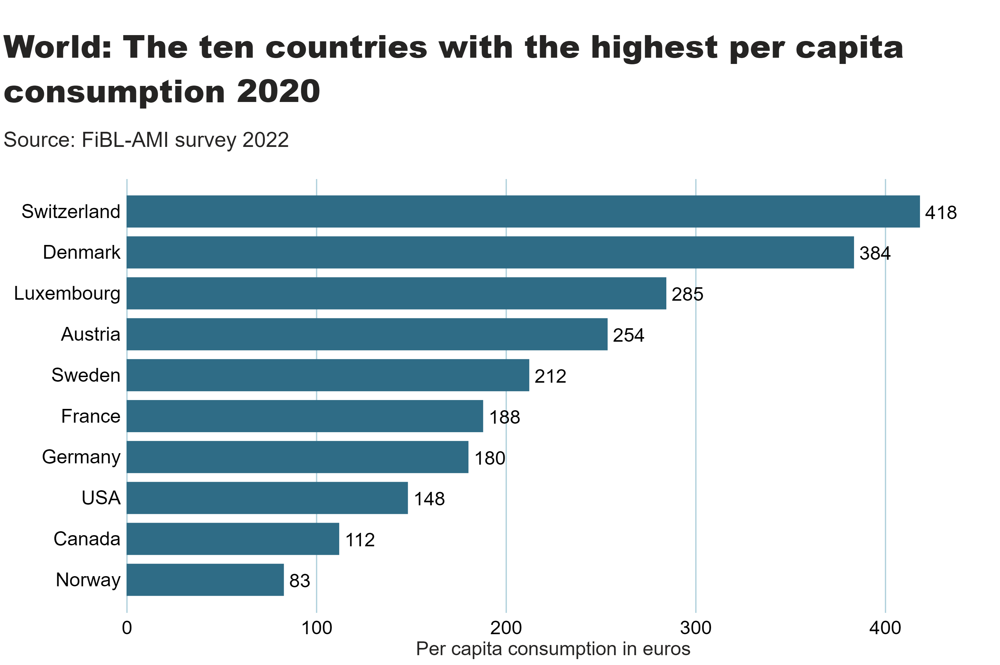 World: The ten countries with the highest per capita
consumption 2020
Source: FiBL-AMI survey 2022
Switzerland 418
Denmark 384
Luxembourg 285
Austria 254
Sweden 212
France 188
Germany 180
USA 148
Canada 112
Norway 83
0 100 200 300 400
Per capita consumption in euros